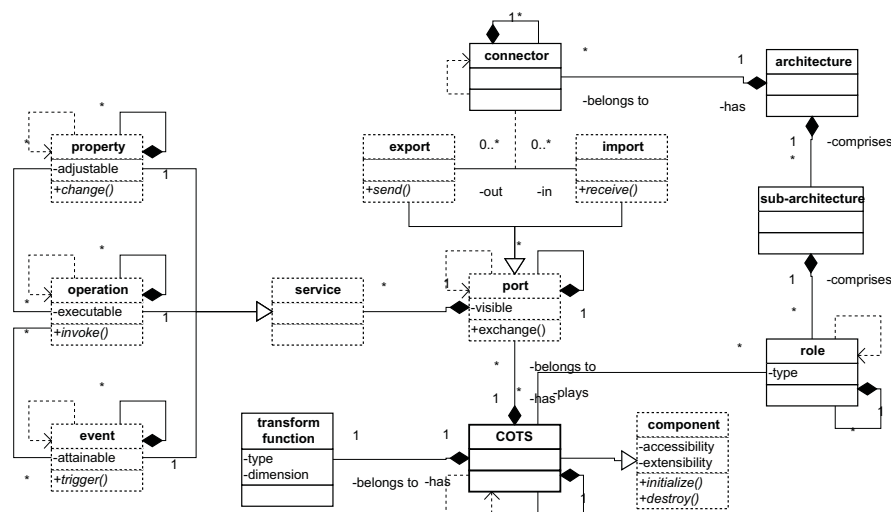 1 *
connector
*
1
architecture
-belongs to
-has
*
*
property
-adjustable
+change()
*
1
export
+send()
0..*
0..*
import
+receive()
-out
-in
1
-comprises
*
sub-architecture
*
*
operation
-executable
+invoke()
*
1
*
service
*
1
*
port
-visible
+exchange()
1
1
-comprises
*
*
event
-attainable
+trigger()
*
1
*
-belongs to
*
1
-has
-plays
*
role
-type
1
*
transform
function
-type
-dimension
1
-belongs to
1
-has
COTS
1
component
-accessibility
-extensibility
+initialize()
+destroy()